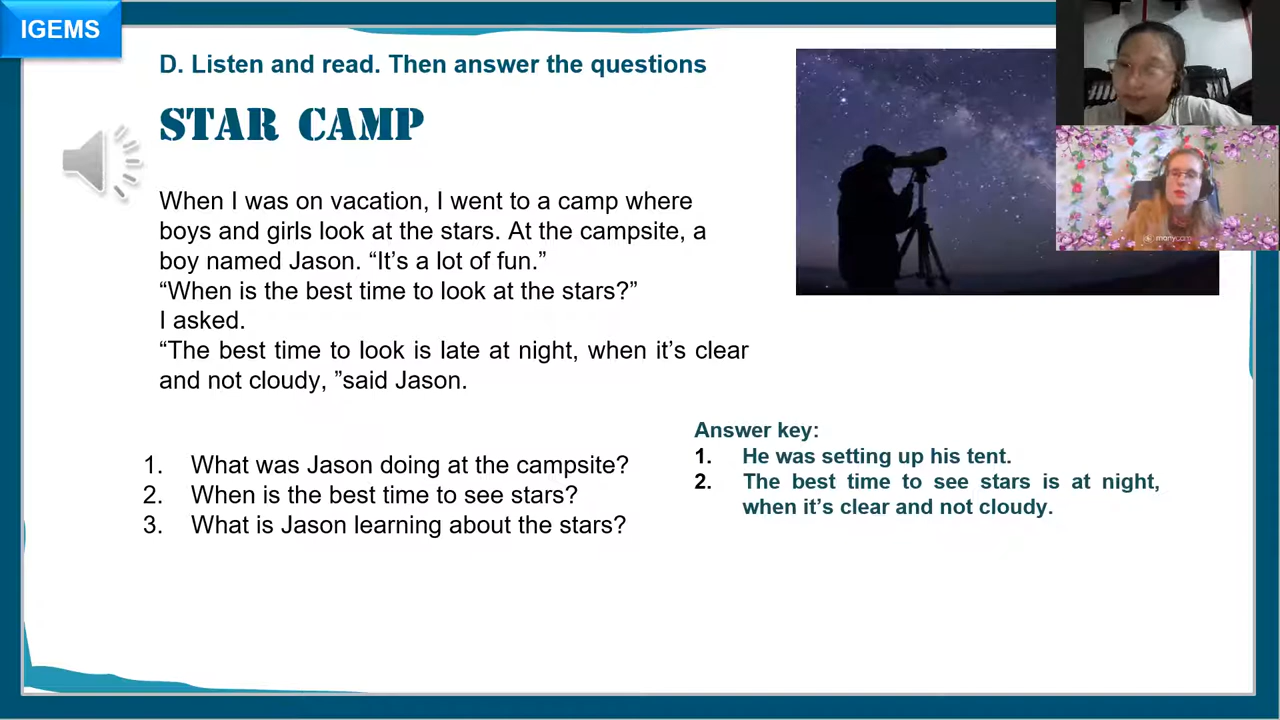 IGEMS
D. Listen and read. Then answer the questions
STAR CAMP
When I was on vacation, I went to a camp where
boys and girls look at the stars. At the campsite, a
boy named Jason. “It’s a lot of fun.”
“When is the best time to look at the stars?”
I asked.
“The best time to look is late at night, when it’s clear
and not cloudy, ”said Jason.
1. What was Jason doing at the campsite?
2. When is the best time to see stars?
3. What is Jason learning about the stars?
Answer key:
1. He was setting up his tent.
2. The best time to see stars is at night,
when it’s clear and not cloudy.
manycam